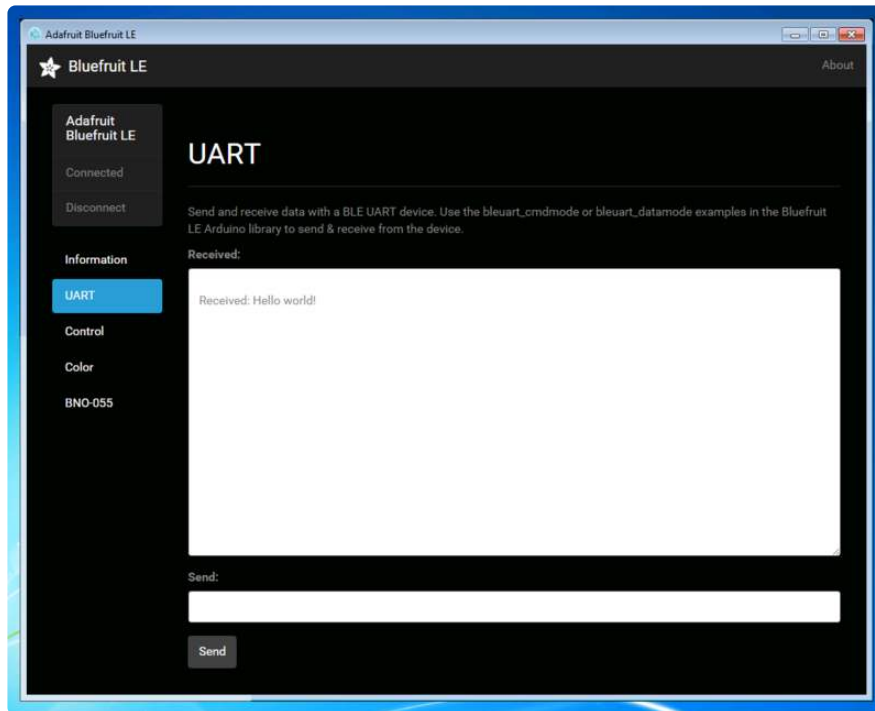 Adafruit Bluefruit LE
Bluefruit LE
About
Adafruit
Bluefruit LE
Connected
Disconnect
Information
UART
Control
Color
BNO-055
UART
Send and receive data with a BLE UART device. Use the bleuart_cmdmode or bleuart_datamode examples in the Bluefruit
LE Arduino library to send & receive from the device.
Received:
Received: Hello world!
Send:
Send